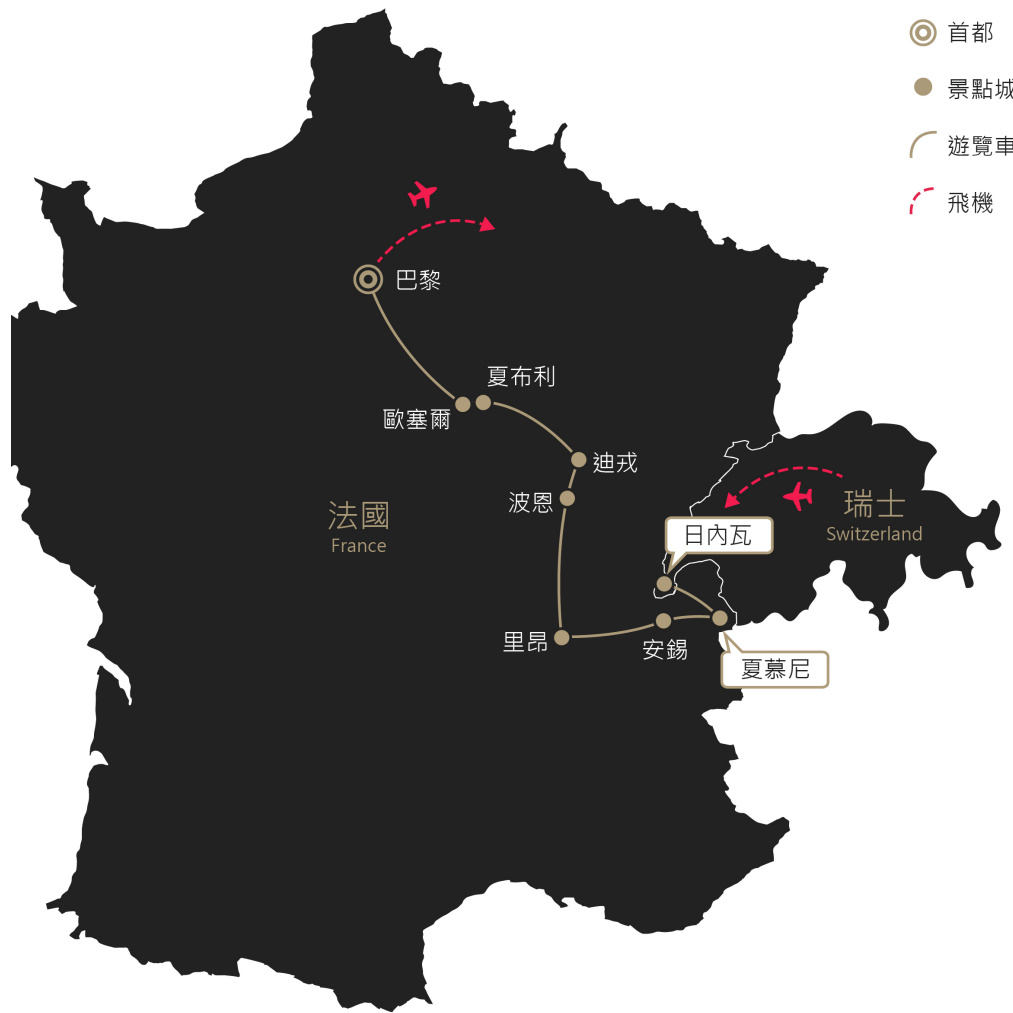 首都
景點城
遊覽車
飛機
巴黎
夏布利
歐塞爾
迪戎
波恩
法國
France
瑞士
Switzerland
日內瓦
里昂
安錫
夏慕尼